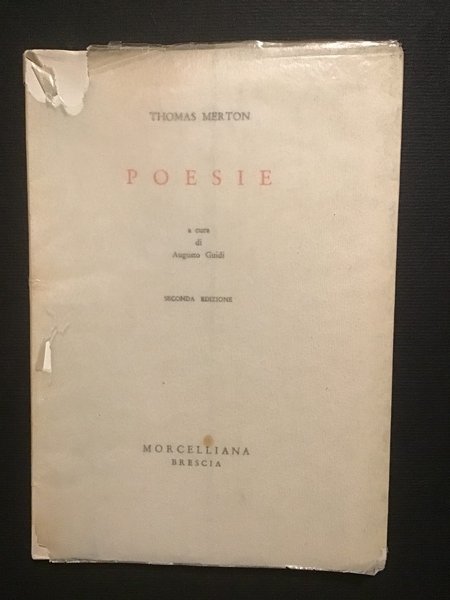 THOMAS MERTON
POESIE
a cura
di
Augusto Guidi
SECONDA EDIZIONE
MORCELLIANA
BRESCIA